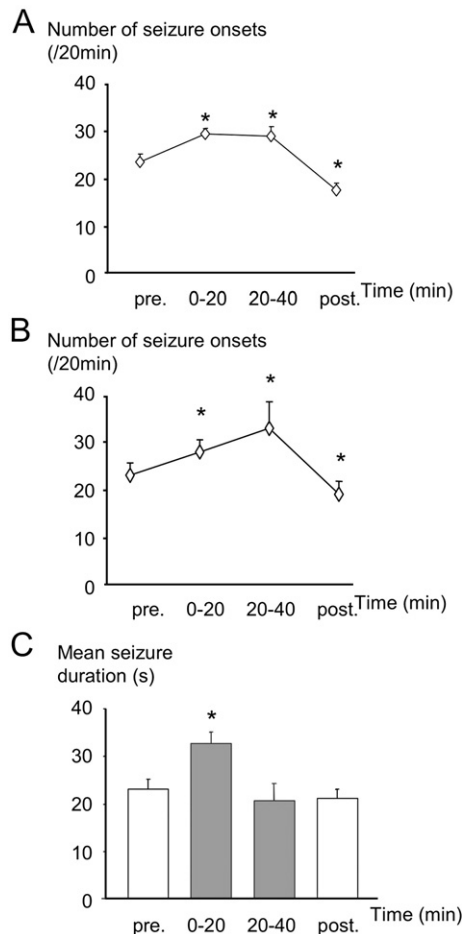 A
Number of seizure onsets
(/20min)
40
30
20
10
0
*
*
*
pre.
0-20
20-40
post.
Time (min)
B
Number of seizure onsets
(/20min)
40
30
20
10
0
*
*
*
pre.
0-20
20-40
post.
Time (min)
C
Mean seizure
duration (s)
40
30
20
10
0
*
pre.
0-20
20-40
post.
Time (min)